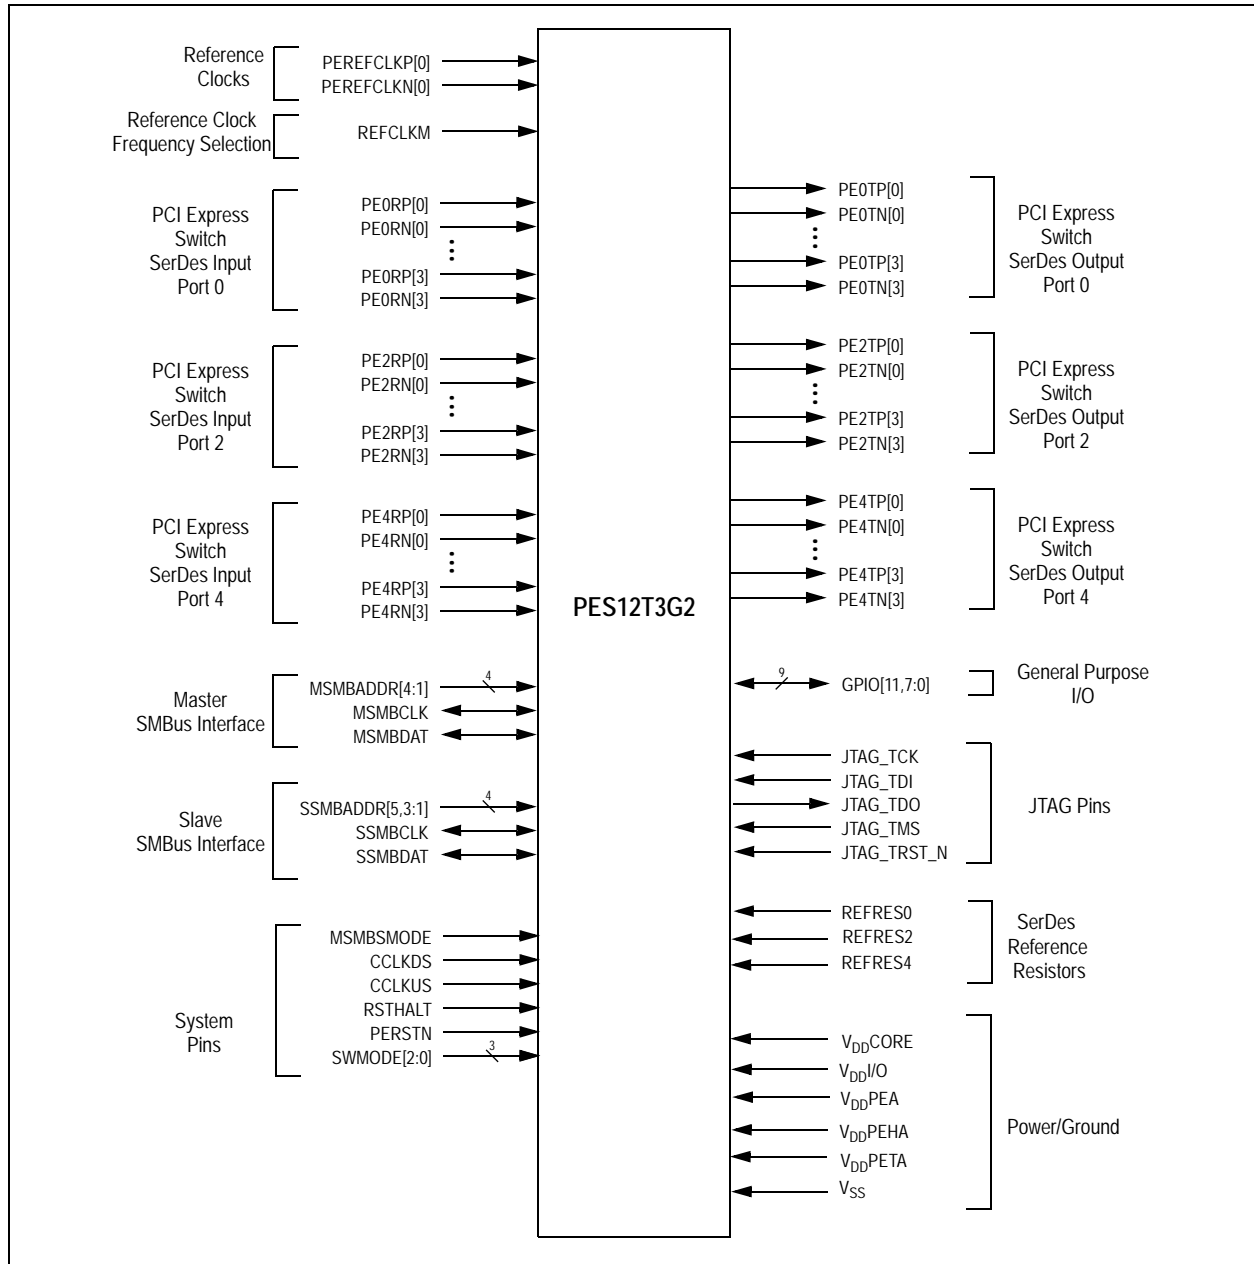 Reference
Clocks
PEREFCLKP[0]
PEREFCLKN[0]
Reference Clock
Frequency Selection
REFCLKM
PCI Express
Switch
SerDes Input
Port 0
PE0RP[0]
PE0RN[0]
PE0RP[3]
PE0RN[3]
PCI Express
Switch
SerDes Input
Port 2
PE2RP[0]
PE2RN[0]
PE2RP[3]
PE2RN[3]
PCI Express
Switch
SerDes Input
Port 4
PE4RP[0]
PE4RN[0]
PE4RP[3]
PE4RN[3]
Master
SMBus Interface
MSMBADDR[4:1]
4
MSMBCLK
MSMBDAT
Slave
SMBus Interface
SSMBADDR[5,3:1]
4
SSMBCLK
SSMBDAT
System
Pins
MSMBSMODE
CCLKDS
CCLKUS
RSTHALT
PERSTN
SWMODE[2:0]
3
PES12T3G2
PE0TP[0]
PE0TN[0]
PE0TP[3]
PE0TN[3]
PCI Express
Switch
SerDes Output
Port 0
PE2TP[0]
PE2TN[0]
PE2TP[3]
PE2TN[3]
PCI Express
Switch
SerDes Output
Port 2
PE4TP[0]
PE4TN[0]
PE4TP[3]
PE4TN[3]
PCI Express
Switch
SerDes Output
Port 4
9
GPIO[11,7:0]
General Purpose
I/O
JTAG_TCK
JTAG_TDI
JTAG_TDO
JTAG_TMS
JTAG_TRST_N
JTAG Pins
REFRES0
REFRES2
REFRES4
SerDes
Reference
Resistors
VDDCORE
VDDI/O
VDDPEA
VDDPEHA
VDDPETA
VSS
Power/Ground